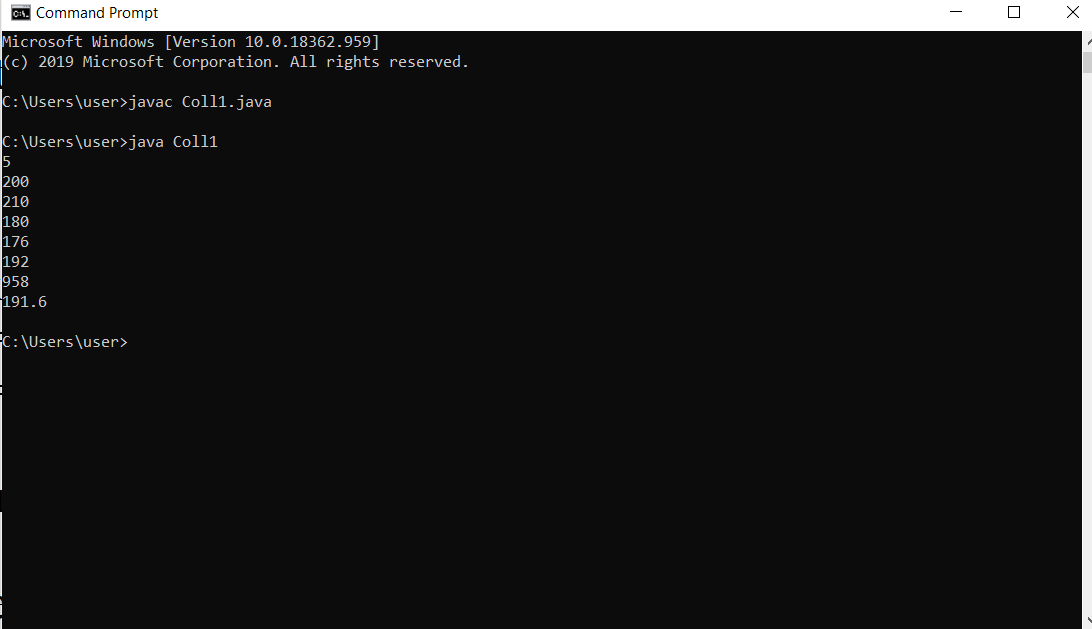 Command Prompt
Microsoft Windows [Version 10.0.18362.959]
(c) 2019 Microsoft Corporation. All rights reserved.
C:\Users\user>javac Coll1.java
C:\Users\user>java Coll1
5
200
210
180
176
192
958
191.6
C:\Users\user>